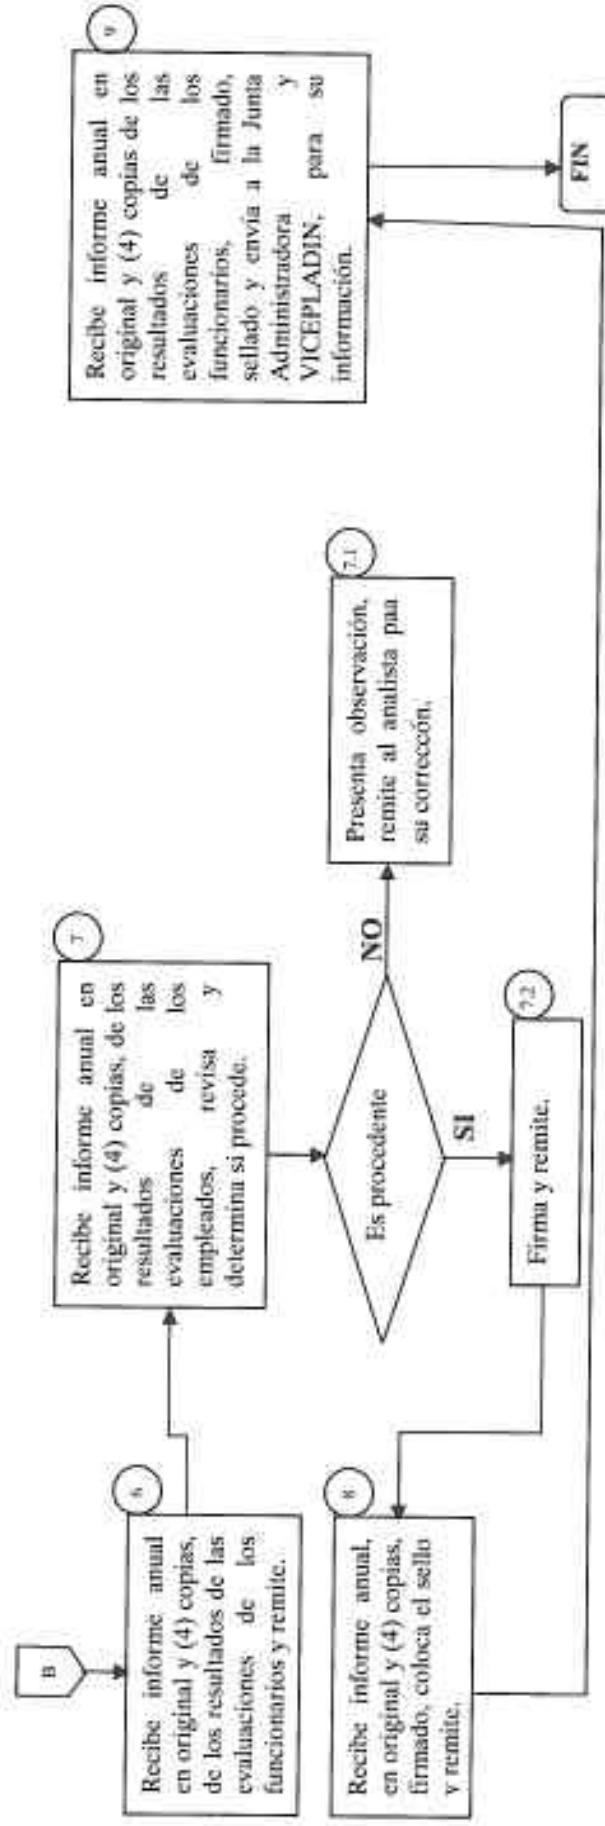 B
6
Recibe informe anual
en original y (4) copias,
de los resultados de las
evaluaciones de los
funcionarios y remite.
7
Recibe informe anual en
original y (4) copias, de los
resultados de las
evaluaciones de los
empleados, revisa y
determina si procede.
Es procedente
NO
7.1
Presenta observación,
remite al analista paa
su correccón.
SI
7.2
Firma y remite.
8
Recibe informe anual,
en original y (4) copias,
firmado, coloca el sello
y remite.
9
Recibe informe anual en
original y (4) copias de los
resultados de las
evaluaciones de los
funcionarios, firmado,
sellado y envía a la Junta
Administradora y
VICEPLADIN, para su
información.
FIN